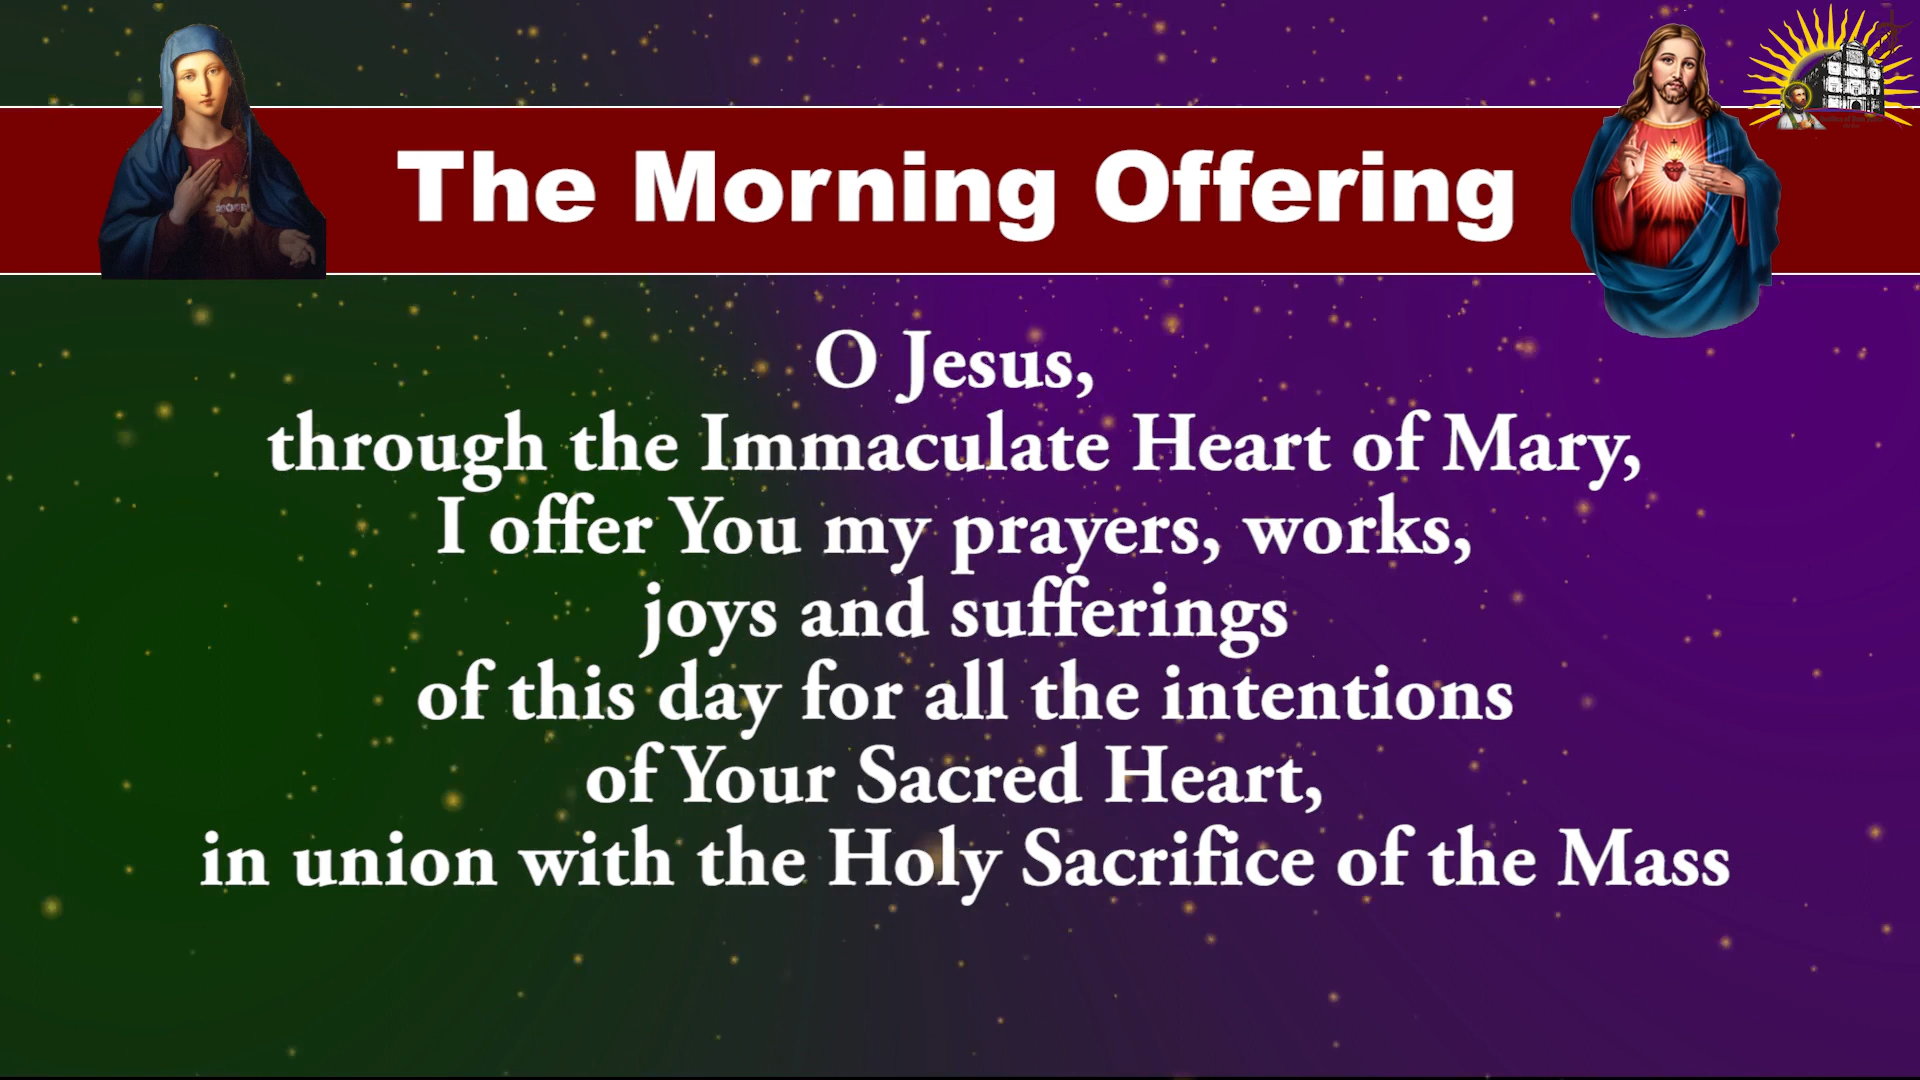 The Morning Offering
O Jesus,
through the Immaculate Heart of Mary,
I offer You my prayers, works,
joys and sufferings
of this day for all the intentions
of Your Sacred Heart,
in union with the Holy Sacrifice of the Mass